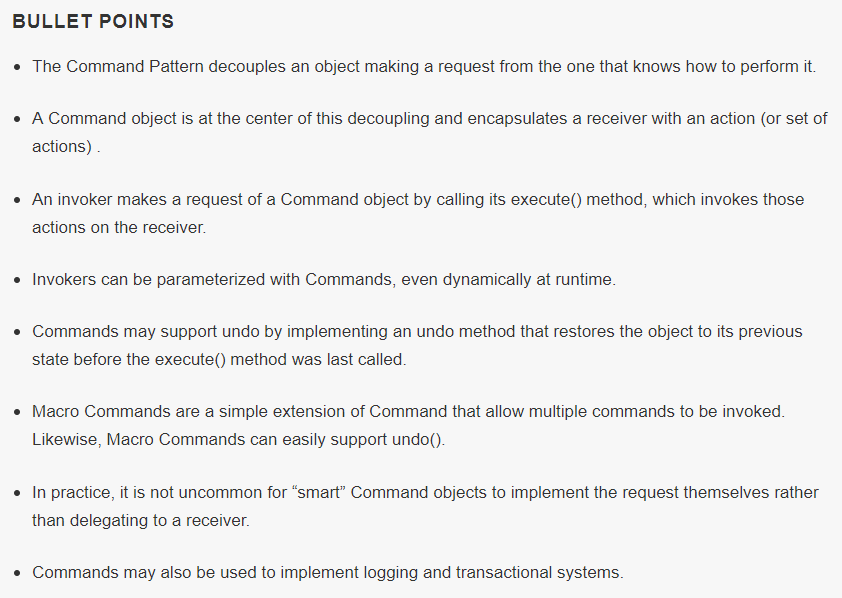 BULLET POINTS
• The Command Pattern decouples an object making a request from the one that knows how to perform it.
• A Command object is at the center of this decoupling and encapsulates a receiver with an action (or set of
actions) .
• An invoker makes a request of a Command object by calling its execute() method, which invokes those
actions on the receiver.
• Invokers can be parameterized with Commands, even dynamically at runtime.
• Commands may support undo by implementing an undo method that restores the object to its previous
state before the execute() method was last called.
• Macro Commands are a simple extension of Command that allow multiple commands to be invoked.
Likewise, Macro Commands can easily support undo().
• In practice, it is not uncommon for “smart” Command objects to implement the request themselves rather
than delegating to a receiver.
• Commands may also be used to implement logging and transactional systems.